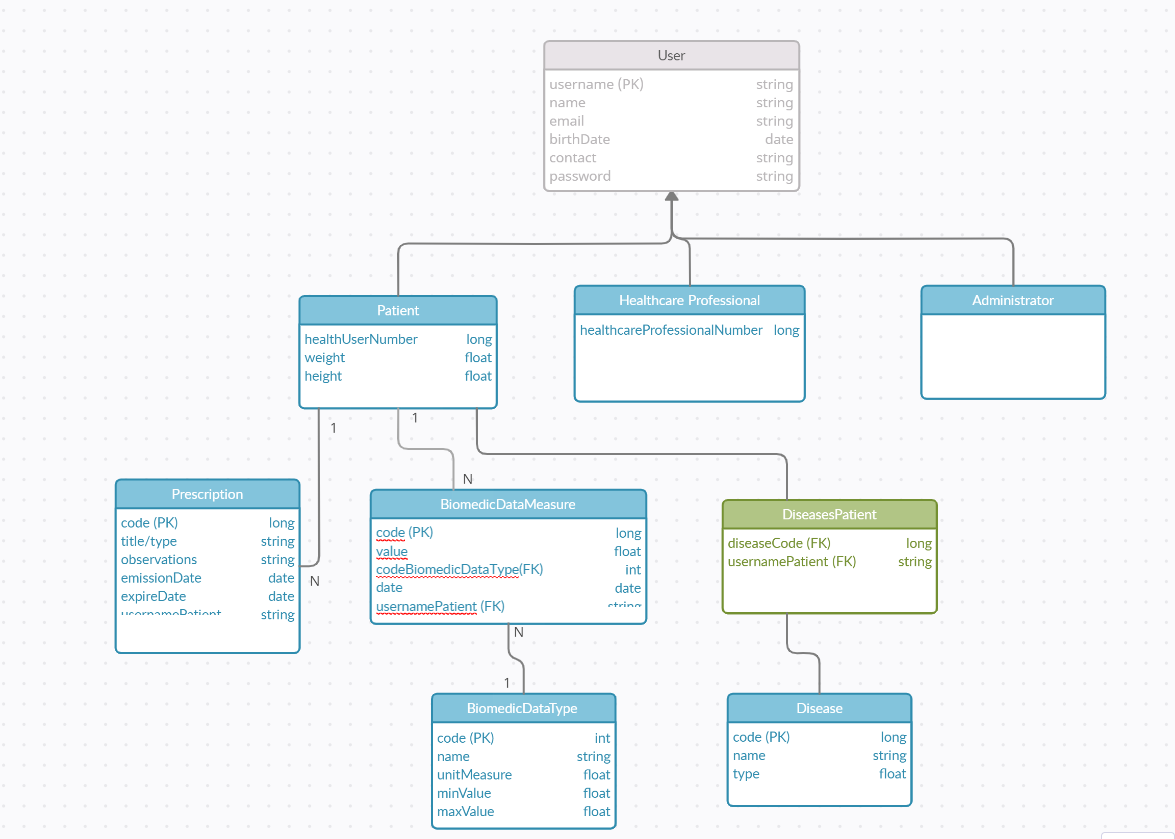 User
username (PK) string
name string
email string
birthDate date
contact string
password string
Patient
healthUserNumber long
weight float
height float
Healthcare Professional
healthcareProfessionalNumber long
Administrator
1
1
N
N
Prescription
code (PK) long
title/type string
observations string
emissionDate date
expireDate date
usernamePatient string
BiomedicDataMeasure
code (PK) long
value float
codeBiomedicDataType(FK) int
date date
usernamePatient (FK) string
DiseasesPatient
diseaseCode (FK) long
usernamePatient (FK) string
N
1
BiomedicDataType
code (PK) int
name string
unitMeasure float
minValue float
maxValue float
Disease
code (PK) long
name string
type float